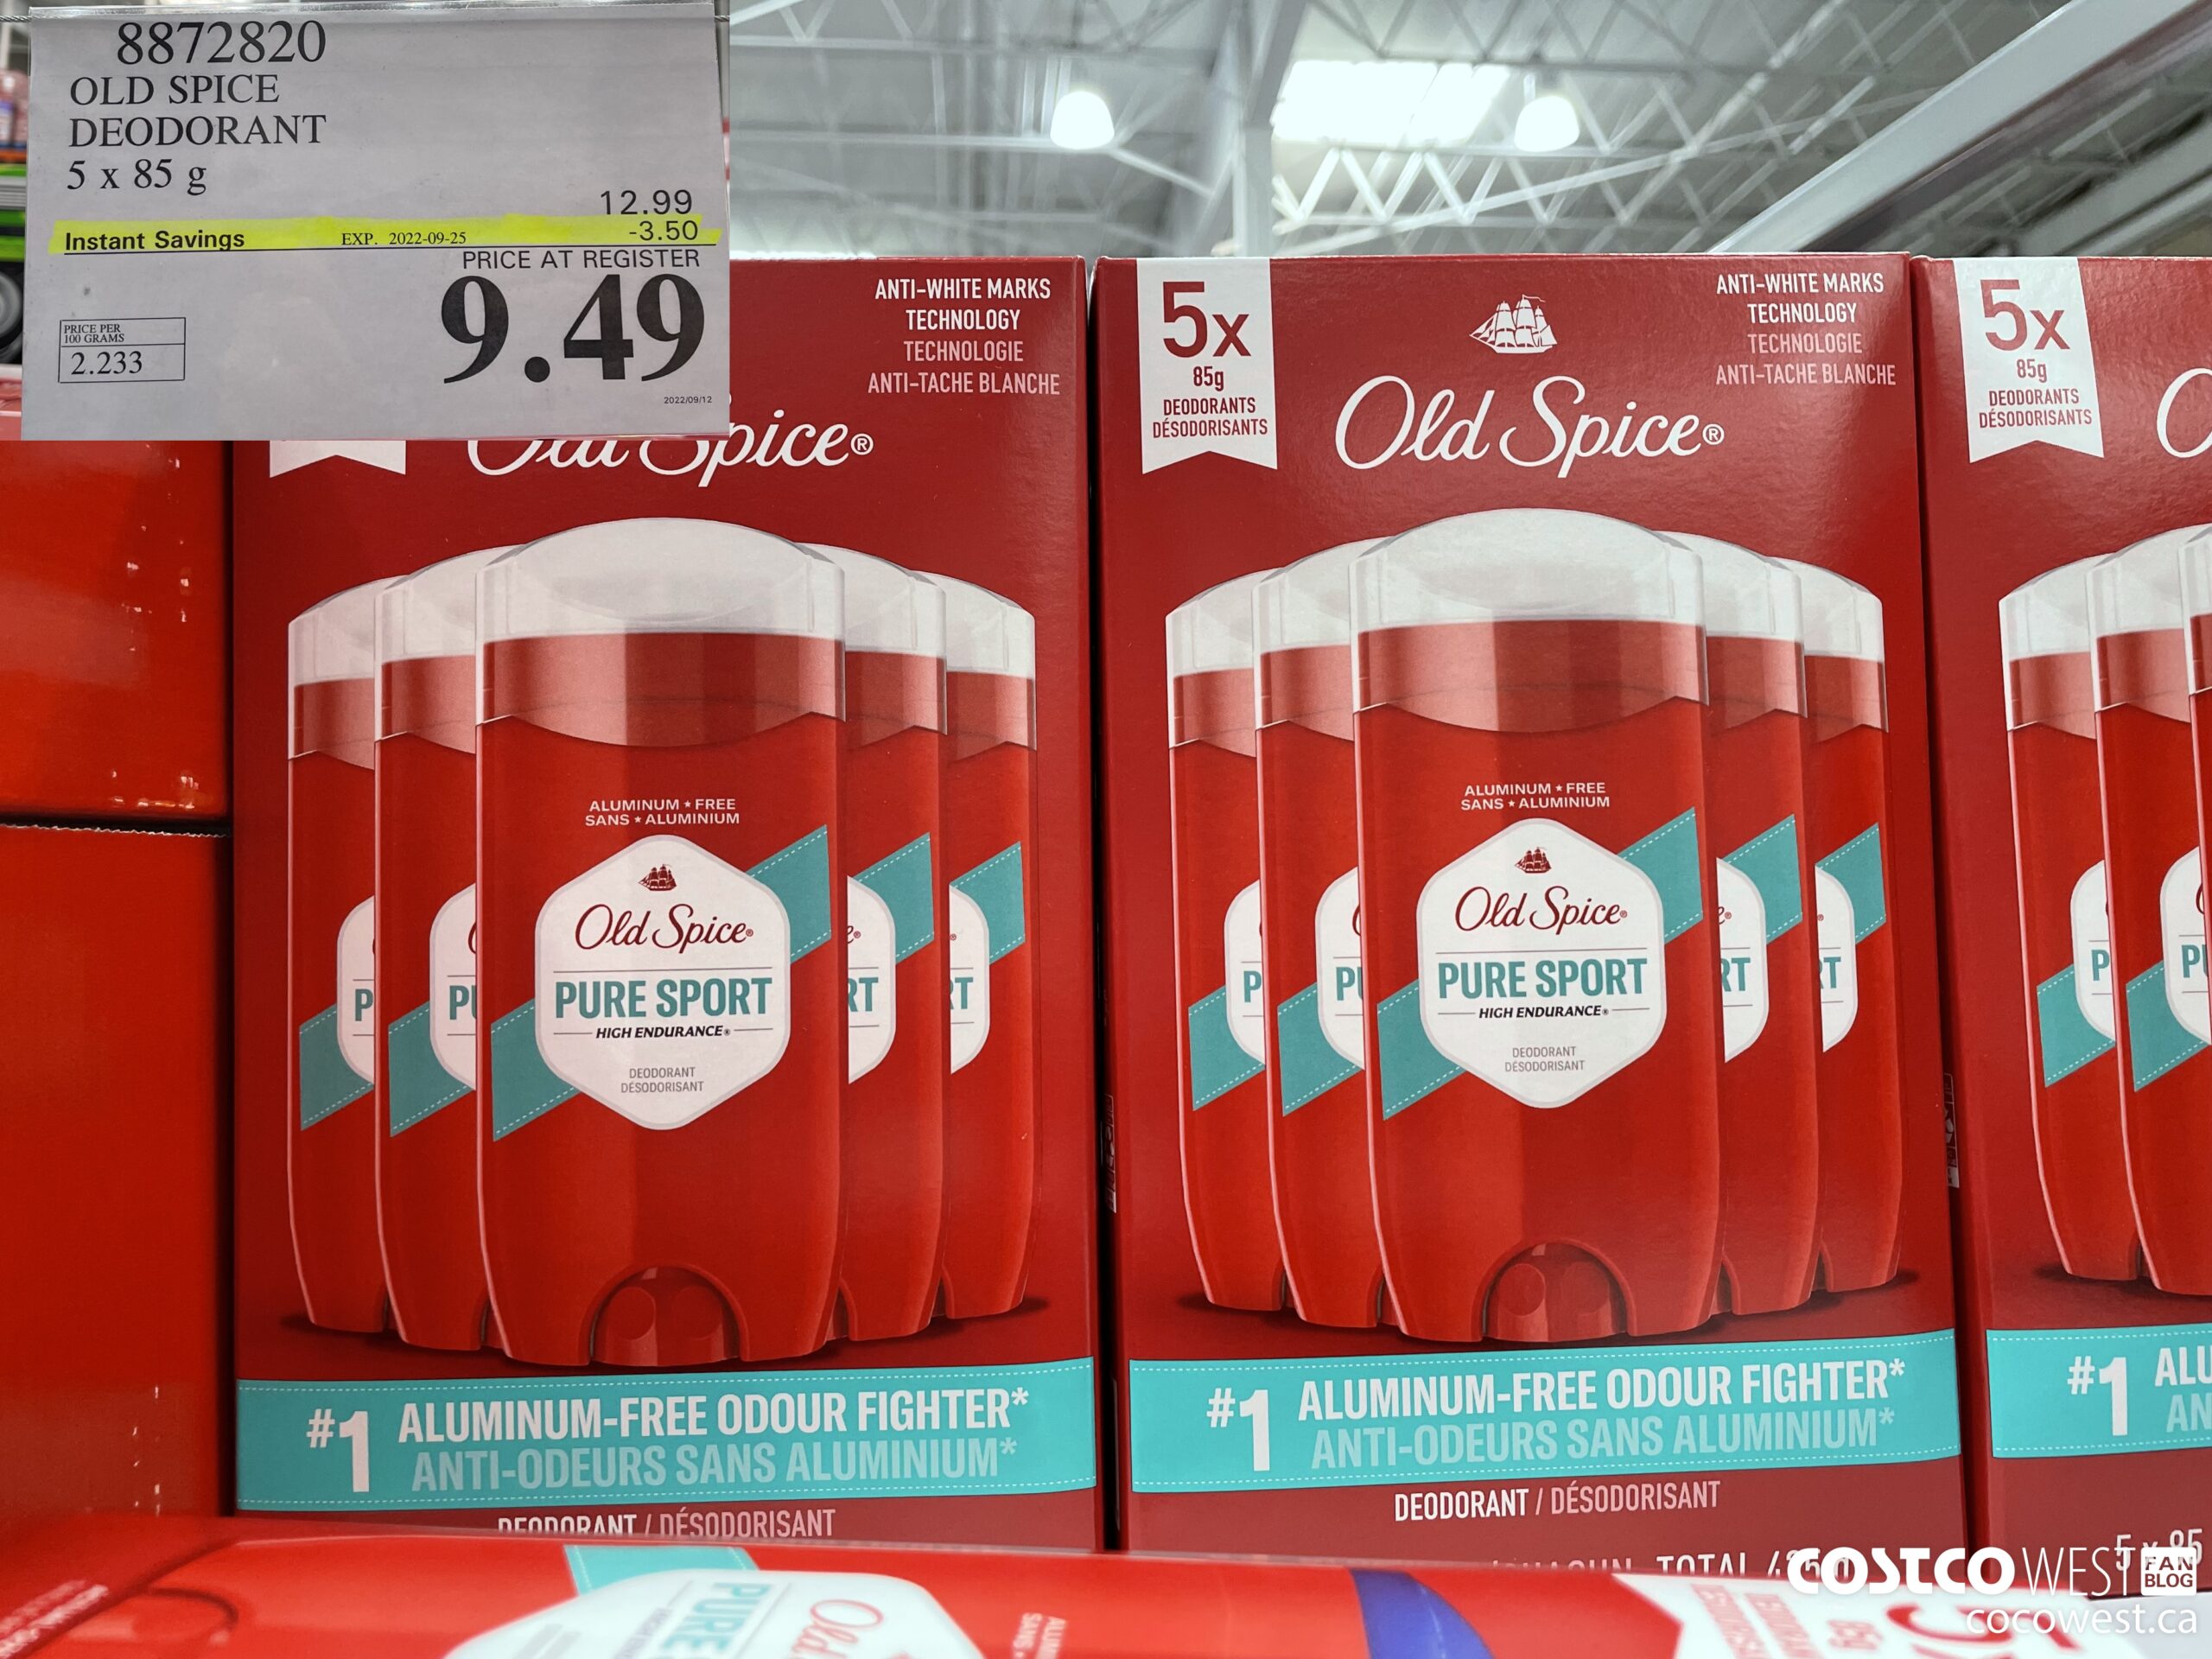 8872820
OLD SPICE
DEODORANT
5 x 85 g
12.99
Instant Savings EXP. 2022-09-25 -3.50
PRICE AT REGISTER
9.49
PRICE PER
100 GRAMS
2.233
2022/09/12
ANTI-WHITE MARKS
TECHNOLOGY
TECHNOLOGIE
ANTI-TACHE BLANCHE
Old Spice®
ALUMINUM ★ FREE
SANS ★ ALUMINIUM
Old Spice®
PURE SPORT
HIGH ENDURANCE®
DEODORANT
DÉSODORISANT
#1 ALUMINUM-FREE ODOUR FIGHTER*
ANTI-ODEURS SANS ALUMINIUM*
DEODORANT / DÉSODORISANT
5x
85g
DEODORANTS
DÉSODORISANTS
ANTI-WHITE MARKS
TECHNOLOGY
TECHNOLOGIE
ANTI-TACHE BLANCHE
Old Spice®
ALUMINUM ★ FREE
SANS ★ ALUMINIUM
Old Spice®
PURE SPORT
HIGH ENDURANCE®
DEODORANT
DÉSODORISANT
#1 ALUMINUM-FREE ODOUR FIGHTER*
ANTI-ODEURS SANS ALUMINIUM*
DEODORANT / DÉSODORISANT
TOTAL
5x
85g
DEODORANTS
DÉSODORISANTS
#1
PURE
Old
COSTCO WEST FAN BLOG
cocowest.ca